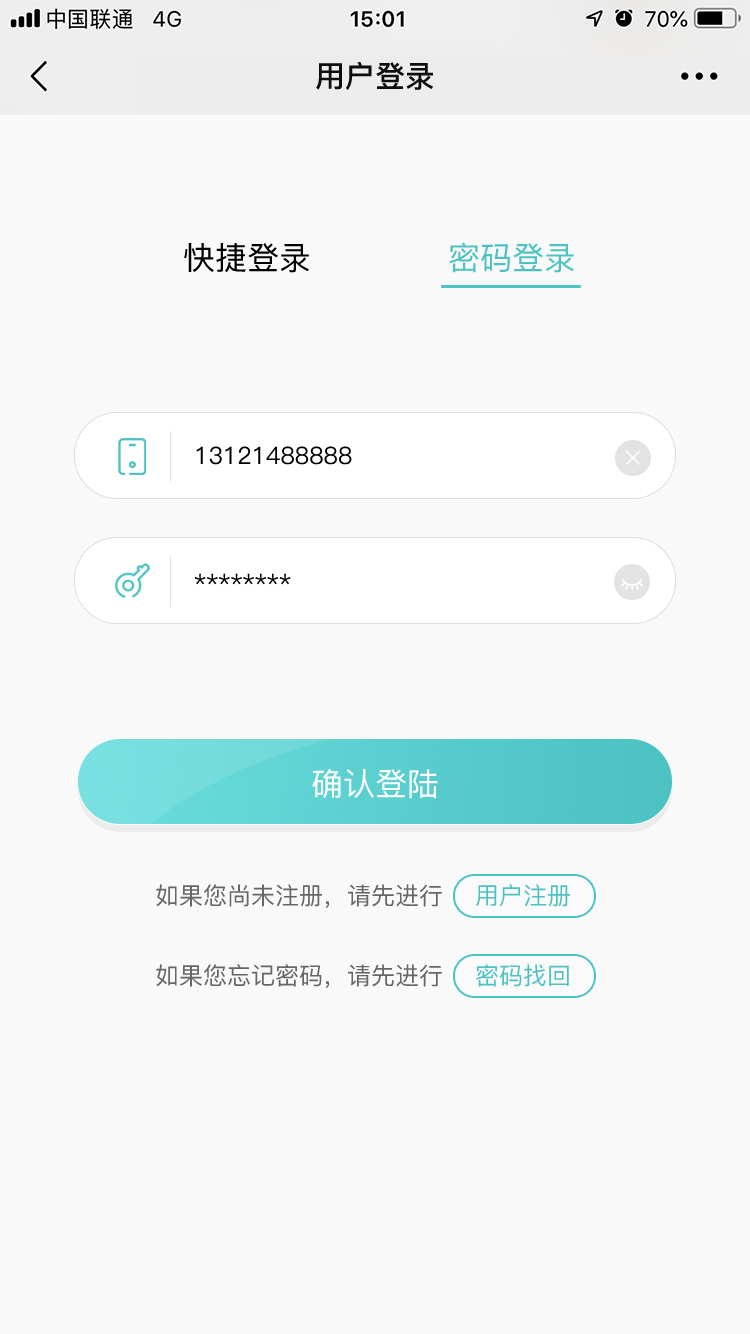 中国联通 4G 15:01 70%
用户登录
快捷登录 密码登录
13121488888
********
确认登陆
如果您尚未注册，请先进行 用户注册
如果您忘记密码，请先进行 密码找回